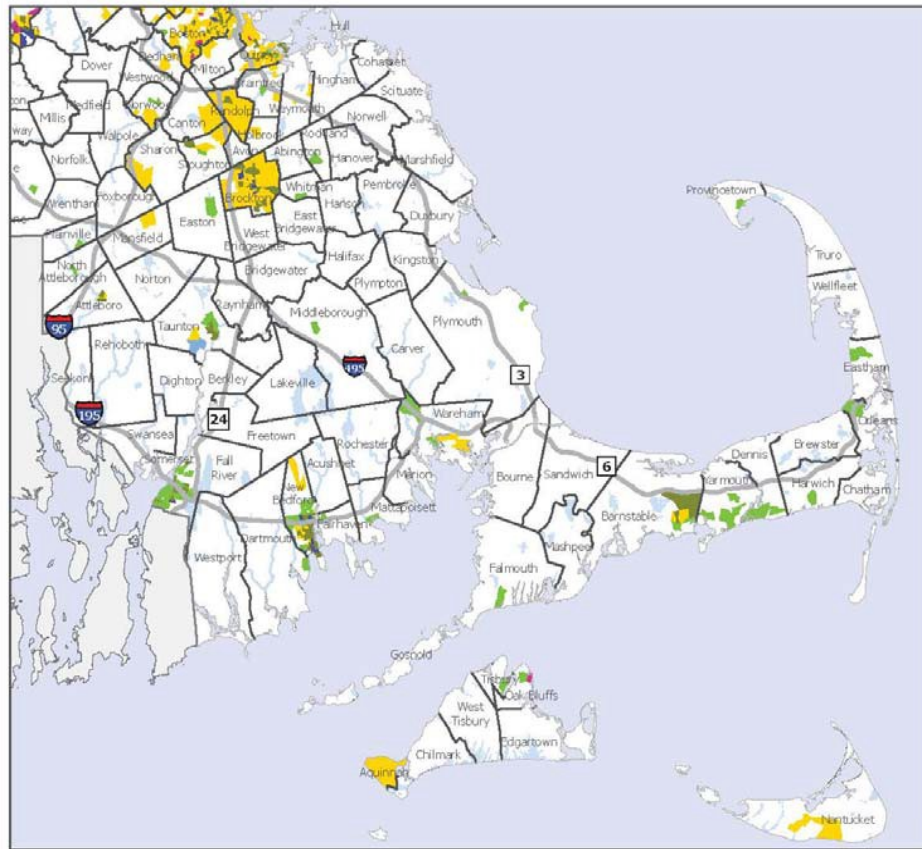 Hull
Boston
Dedham
Milton
Quincy
Dover
Westwood
Braintree
Hingham
Cohasset
Scituate
Medfield
Norwood
Canton
Randolph
Weymouth
Norwell
Millis
Walpole
Holbrook
Rockland
way
Sharon
Stoughton
Avon
Abington
Hanover
Marshfield
Norfolk
Foxborough
Brockton
Whitman
Pembroke
Provincetown
Wrentham
Easton
East
Hanson
Duxbury
Plainville
Mansfield
West
Bridgewater
Bridgewater
Halifax
Kingston
Truro
North
Attleborough
Norton
Bridgewater
Plympton
Wellfleet
Attleboro
Raynham
Middleborough
Plymouth
95
Taunton
Carver
Rehoboth
Eastham
495
3
Seekonk
Dighton
Berkley
Lakeville
195
24
Wareham
Orleans
Swansea
Freetown
Rochester
Brewster
Somerset
Fall
River
Acushnet
Dennis
6
Marion
Bourne
Sandwich
Yarmouth
Harwich
Chatham
New
Bedford
Mattapoisett
Fairhaven
Barnstable
Dartmouth
Mashpee
Westport
Falmouth
Gosnold
Tisbury
Oak Bluffs
West
Tisbury
Edgartown
Chilmark
Aquinnah
Nantucket